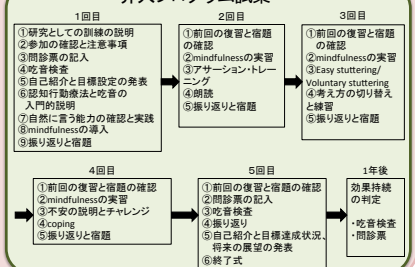 1回目
①研究としての訓練の説明
②参加の確認と注意事項
③問診票の記入
④吃音検査
⑤自己紹介と目標設定の発表
⑥認知行動療法と吃音の
入門的説明
⑦自然に言う能力の確認と実践
⑧mindfulnessの導入
⑨振り返りと宿題
2回目
①前回の復習と宿題
の確認
②mindfulnessの実習
③アサーション・トレー
ニング
④朗読
⑤振り返りと宿題
3回目
①前回の復習と宿題
の確認
②mindfulnessの実習
③Easy stuttering/
Voluntary stuttering
④考え方の切り替え
と練習
⑤振り返りと宿題
4回目
①前回の復習と宿題の確認
②mindfulnessの実習
③不安の説明とチャレンジ
④coping
⑤振り返りと宿題
5回目
①前回の復習と宿題の確認
②問診票の記入
③吃音検査
④振り返り
⑤自己紹介と目標達成状況、
将来の展望の発表
⑥終了式
1年後
効果持続
の判定
・吃音検査
・問診票